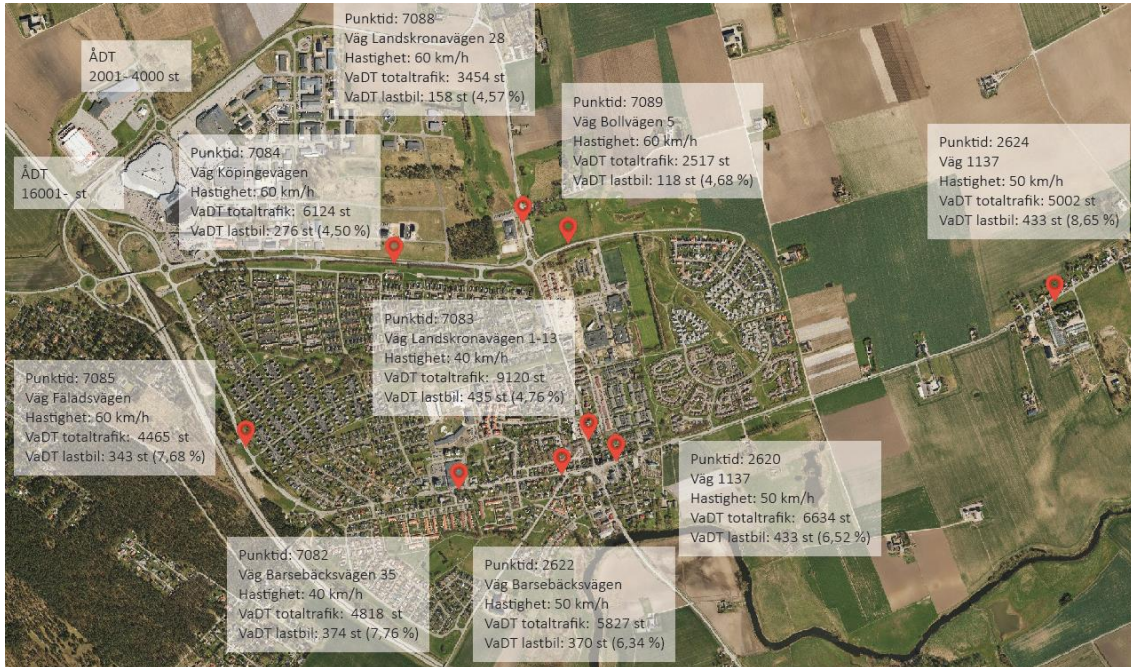 Punktid: 7088
Väg Landskronavägen 28
Hastighet: 60 km/h
VaDT totaltrafik: 3454 st
VaDT lastbil: 158 st (4,57 %)
ÅDT
2001- 4000 st
Punktid: 7089
Väg Bollvägen 5
Hastighet: 60 km/h
VaDT totaltrafik: 2517 st
VaDT lastbil: 118 st (4,68 %)
Punktid: 2624
Väg 1137
Hastighet: 50 km/h
VaDT totaltrafik: 5002 st
VaDT lastbil: 433 st (8,65 %)
Punktid: 7084
Väg Köpingevägen
Hastighet: 60 km/h
VaDT totaltrafik: 6124 st
VaDT lastbil: 276 st (4,50 %)
ÅDT
16001- st
Punktid: 7083
Väg Landskronavägen 1-13
Hastighet: 40 km/h
VaDT totaltrafik: 9120 st
VaDT lastbil: 435 st (4,76 %)
Punktid: 7085
Väg Fäladsvägen
Hastighet: 60 km/h
VaDT totaltrafik: 4465 st
VaDT lastbil: 343 st (7,68 %)
Punktid: 2620
Väg 1137
Hastighet: 50 km/h
VaDT totaltrafik: 6634 st
VaDT lastbil: 433 st (6,52 %)
Punktid: 7082
Väg Barsebäcksvägen 35
Hastighet: 40 km/h
VaDT totaltrafik: 4818 st
VaDT lastbil: 374 st (7,76 %)
Punktid: 2622
Väg Barsebäcksvägen
Hastighet: 50 km/h
VaDT totaltrafik: 5827 st
VaDT lastbil: 370 st (6,34 %)